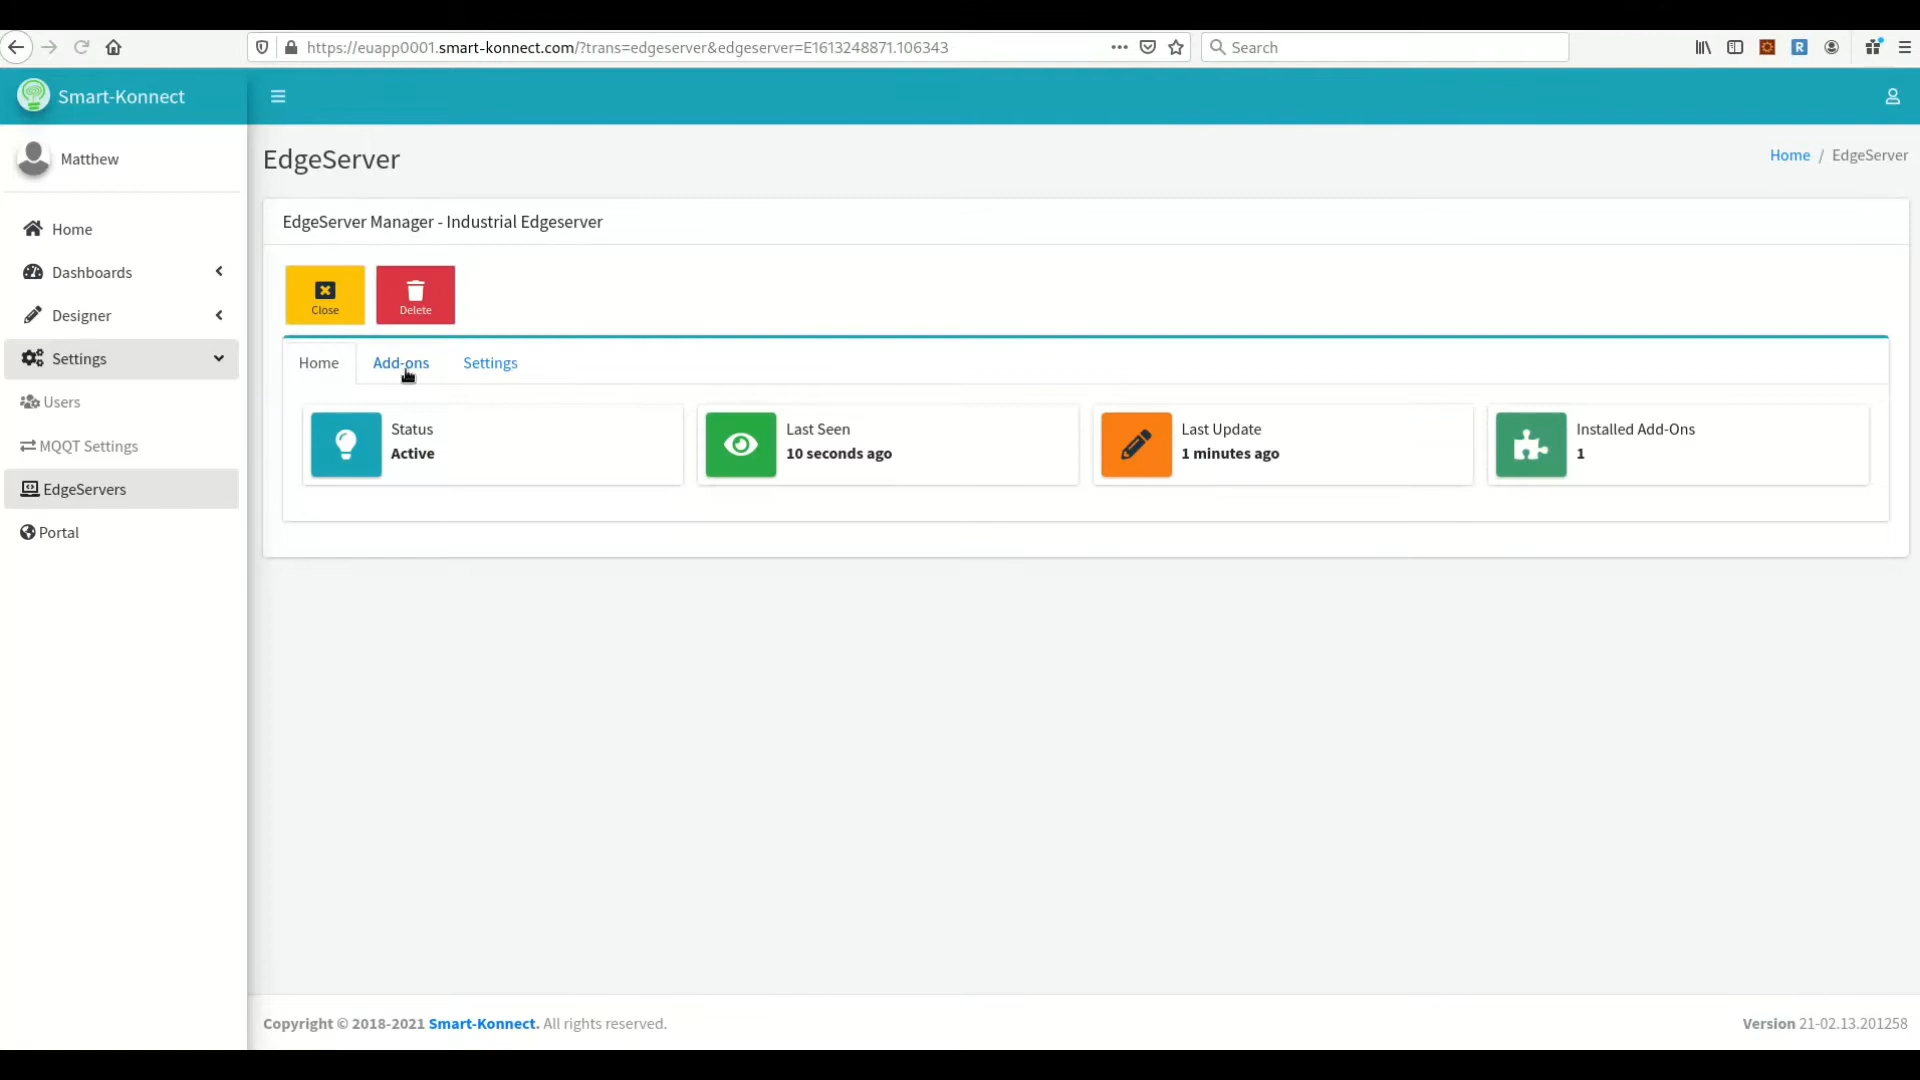 https://euapp0001.smart-konnect.com/?trans=edgeserver&edgeserver=E1613248871.106343
Search
R
Smart-Konnect
Matthew
EdgeServer
Home / EdgeServer
Home
Dashboards
Designer
Settings
Users
MQQT Settings
EdgeServers
Portal
EdgeServer Manager - Industrial Edgeserver
Close
Delete
Home
Add-ons
Settings
Status
Active
Last Seen
10 seconds ago
Last Update
1 minutes ago
Installed Add-Ons
1
Copyright © 2018-2021 Smart-Konnect. All rights reserved.
Version 21-02.13.201258